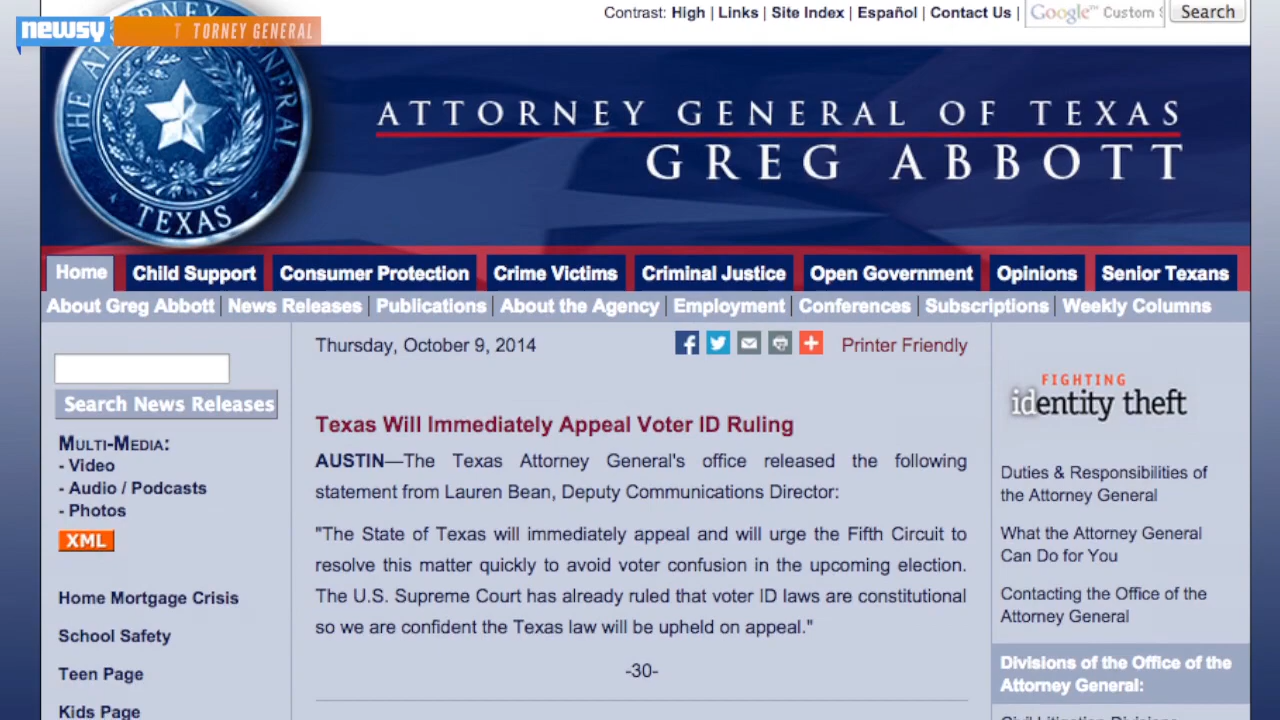 newsy
T TORNEY GENERAL
Contrast: High | Links | Site Index | Español | Contact Us |
Google™ Custom S
Search
THE ATTORNEY GENERAL
TEXAS
ATTORNEY GENERAL OF TEXAS
GREG ABBOTT
Home
Child Support
Consumer Protection
Crime Victims
Criminal Justice
Open Government
Opinions
Senior Texans
About Greg Abbott | News Releases | Publications | About the Agency | Employment | Conferences | Subscriptions | Weekly Columns
Search News Releases
MULTI-MEDIA:
- Video
- Audio / Podcasts
- Photos
XML
Home Mortgage Crisis
School Safety
Teen Page
Kids Page
Thursday, October 9, 2014
Printer Friendly
Texas Will Immediately Appeal Voter ID Ruling
AUSTIN—The Texas Attorney General's office released the following
statement from Lauren Bean, Deputy Communications Director:
"The State of Texas will immediately appeal and will urge the Fifth Circuit to
resolve this matter quickly to avoid voter confusion in the upcoming election.
The U.S. Supreme Court has already ruled that voter ID laws are constitutional
so we are confident the Texas law will be upheld on appeal."
-30-
FIGHTING
identity theft
Duties & Responsibilities of
the Attorney General
What the Attorney General
Can Do for You
Contacting the Office of the
Attorney General
Divisions of the Office of the
Attorney General: